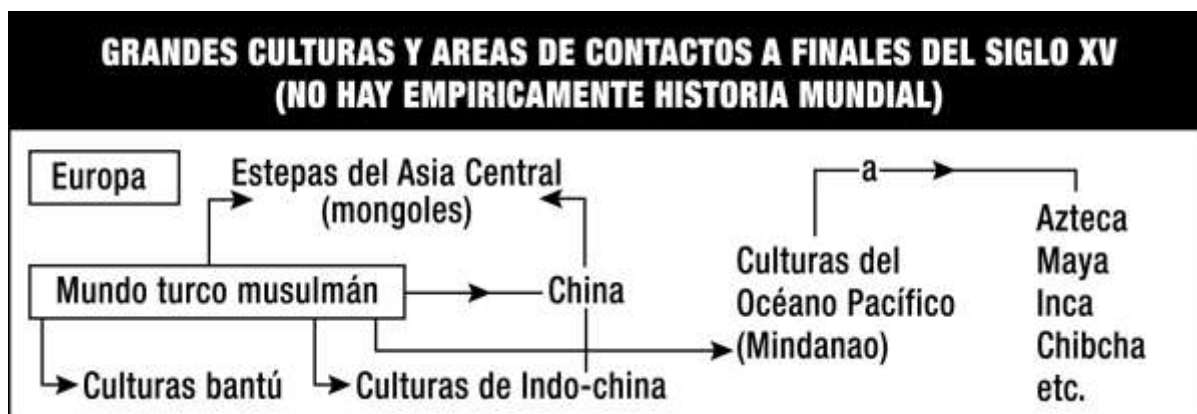 GRANDES CULTURAS Y AREAS DE CONTACTOS A FINALES DEL SIGLO XV
(NO HAY EMPIRICAMENTE HISTORIA MUNDIAL)
Europa
Estepas del Asia Central
(mongoles)
a
Mundo turco musulmán
China
Culturas del
Océano Pacífico
(Mindanao)
Azteca
Maya
Inca
Chibcha
etc.
Culturas bantú
Culturas de Indo-china